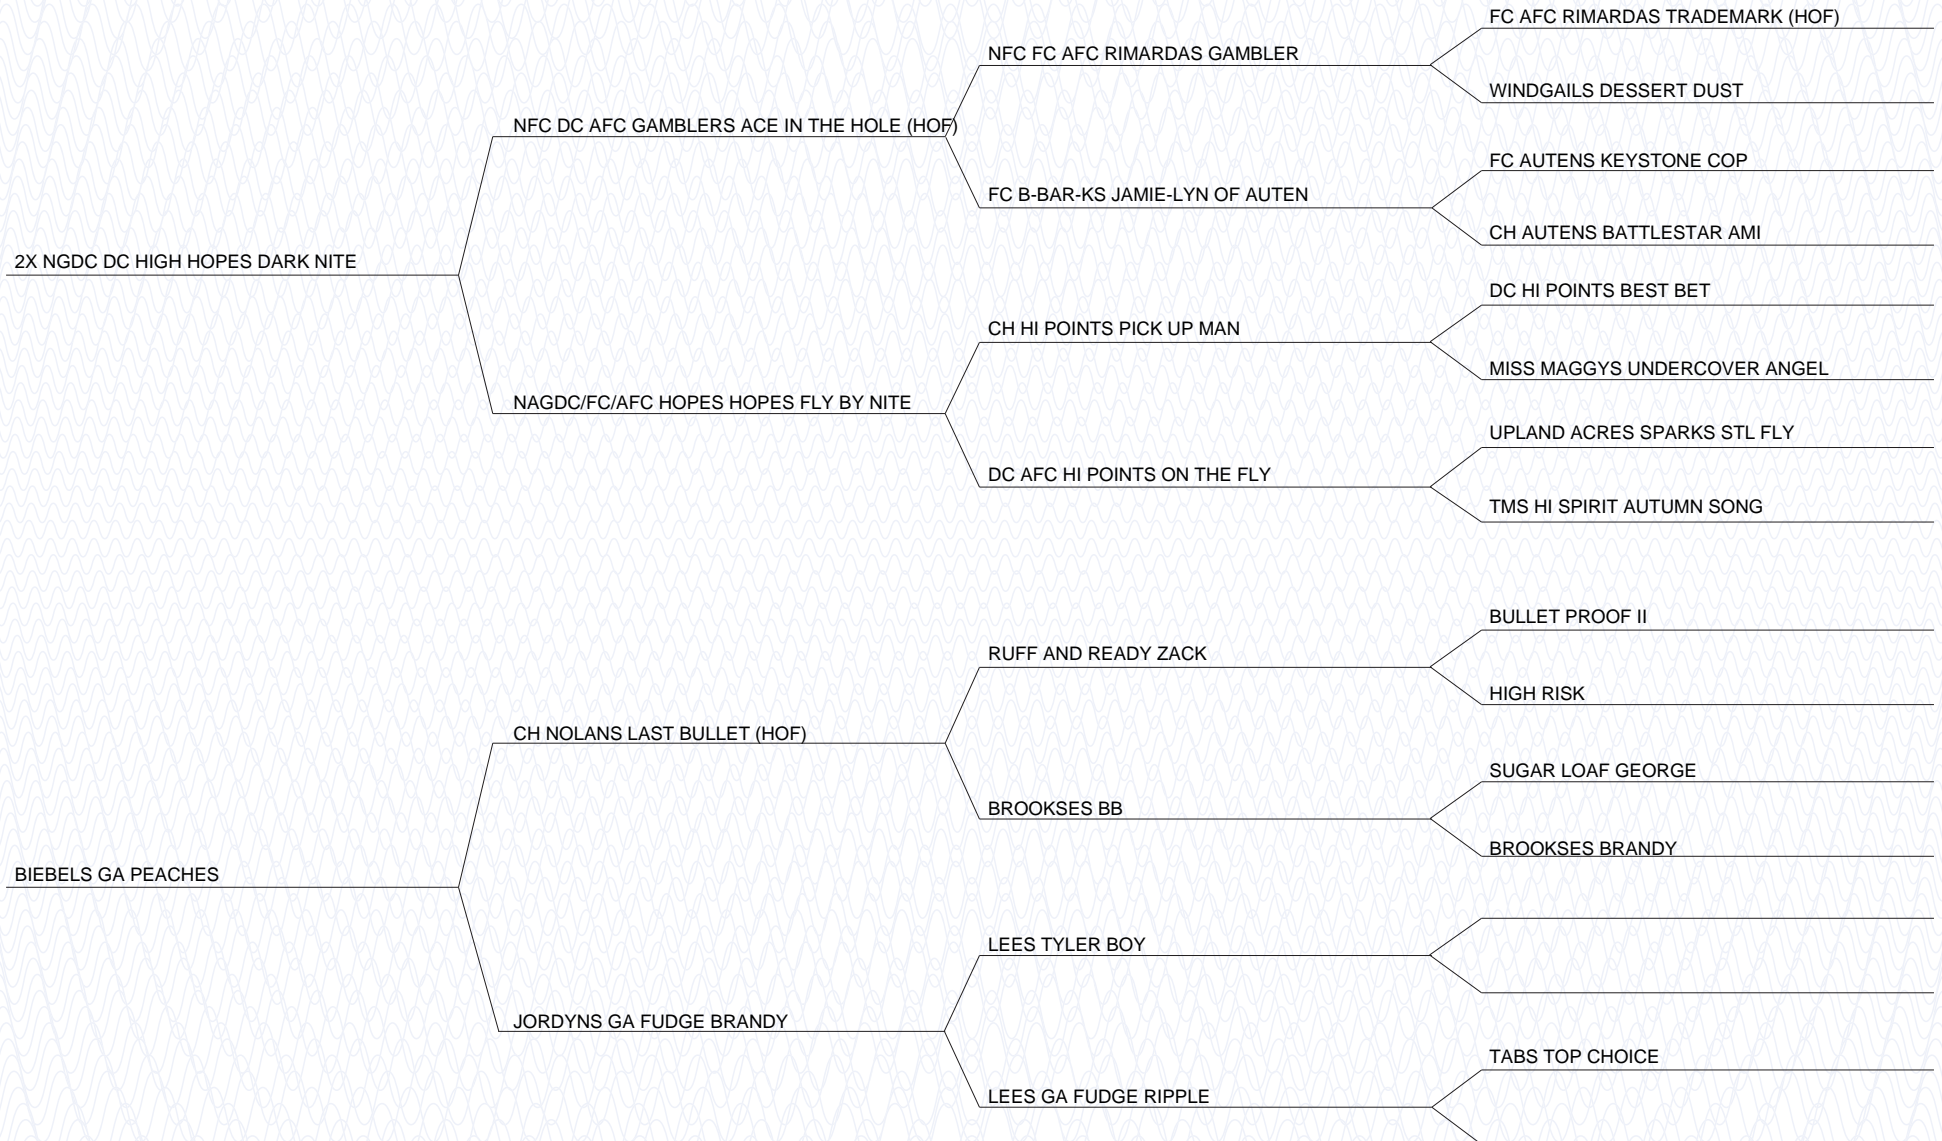 FC AFC RIMARDAS TRADEMARK (HOF)
NFC FC AFC RIMARDAS GAMBLER
WINDGAILS DESSERT DUST
NFC DC AFC GAMBLERS ACE IN THE HOLE (HOF)
FC AUTENS KEYSTONE COP
FC B-BAR-KS JAMIE-LYN OF AUTEN
CH AUTENS BATTLESTAR AMI
2X NGDC DC HIGH HOPES DARK NITE
DC HI POINTS BEST BET
CH HI POINTS PICK UP MAN
MISS MAGGYS UNDERCOVER ANGEL
NAGDC/FC/AFC HOPES HOPES FLY BY NITE
UPLAND ACRES SPARKS STL FLY
DC AFC HI POINTS ON THE FLY
TMS HI SPIRIT AUTUMN SONG
BULLET PROOF II
RUFF AND READY ZACK
HIGH RISK
CH NOLANS LAST BULLET (HOF)
SUGAR LOAF GEORGE
BROOKSES BB
BROOKSES BRANDY
BIEBELS GA PEACHES
LEES TYLER BOY
JORDYNS GA FUDGE BRANDY
TABS TOP CHOICE
LEES GA FUDGE RIPPLE